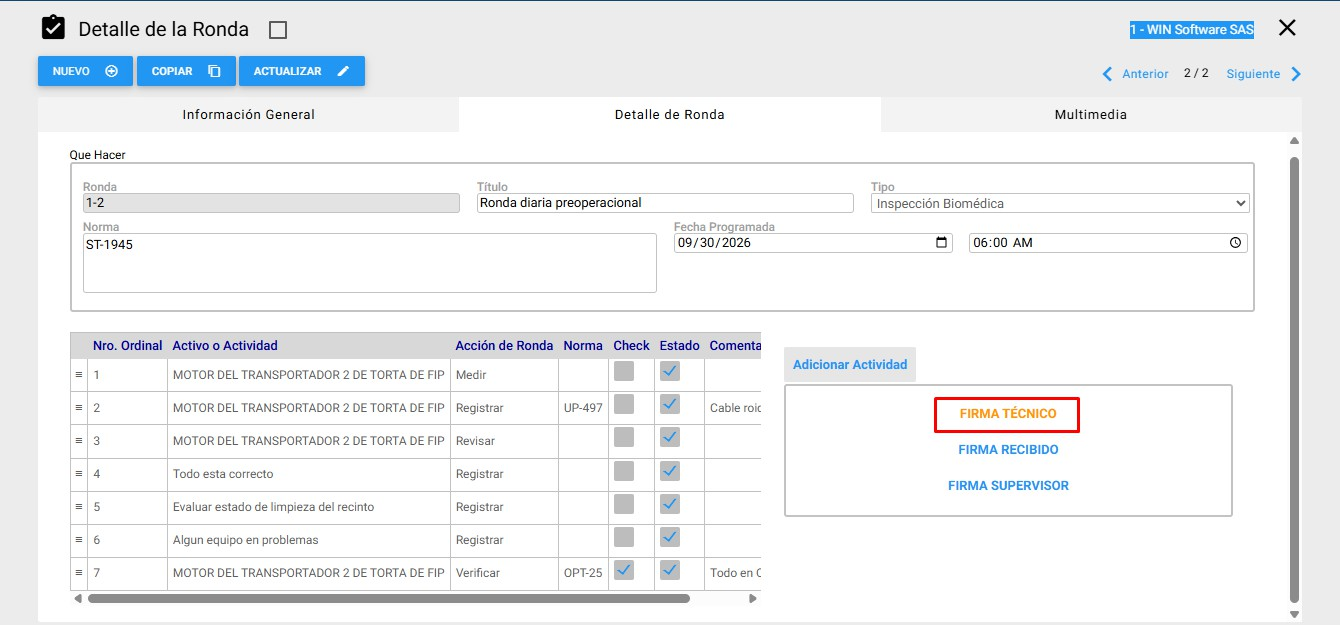 Detalle de la Ronda
1 - WIN Software SAS
NUEVO
COPIAR
ACTUALIZAR
Anterior 2 / 2 Siguiente
Información General
Detalle de Ronda
Multimedia
Que Hacer
Ronda
1-2
Título
Ronda diaria preoperacional
Tipo
Inspección Biomédica
Norma
ST-1945
Fecha Programada
09/30/2026
06:00 AM
Nro. Ordinal Activo o Actividad Acción de Ronda Norma Check Estado Comenta
1 MOTOR DEL TRANSPORTADOR 2 DE TORTA DE FIP Medir
2 MOTOR DEL TRANSPORTADOR 2 DE TORTA DE FIP Registrar UP-497 Cable roic
3 MOTOR DEL TRANSPORTADOR 2 DE TORTA DE FIP Revisar
4 Todo esta correcto Registrar
5 Evaluar estado de limpieza del recinto Registrar
6 Algun equipo en problemas Registrar
7 MOTOR DEL TRANSPORTADOR 2 DE TORTA DE FIP Verificar OPT-25 Todo en C
Adicionar Actividad
FIRMA TÉCNICO
FIRMA RECIBIDO
FIRMA SUPERVISOR